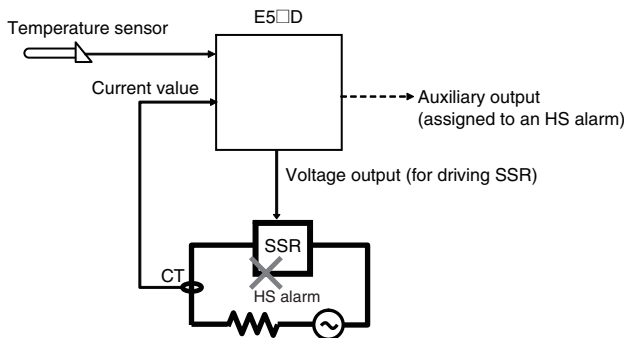 E5□D
Temperature sensor
Current value
Auxiliary output
(assigned to an HS alarm)
Voltage output (for driving SSR)
SSR
CT
HS alarm